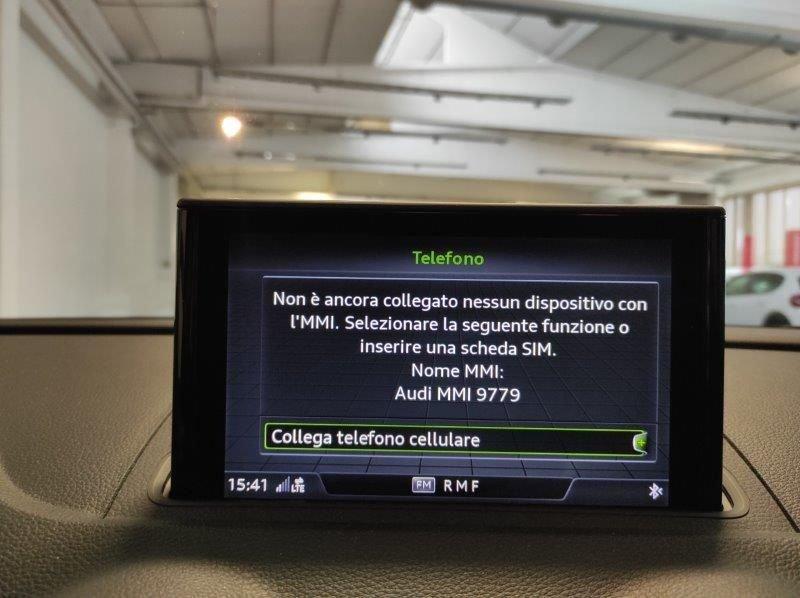 Telefono
Non è ancora collegato nessun dispositivo con
l'MMI. Selezionare la seguente funzione o
inserire una scheda SIM.
Nome MMI:
Audi MMI 9779
Collega telefono cellulare
15:41 LTE FM RMF